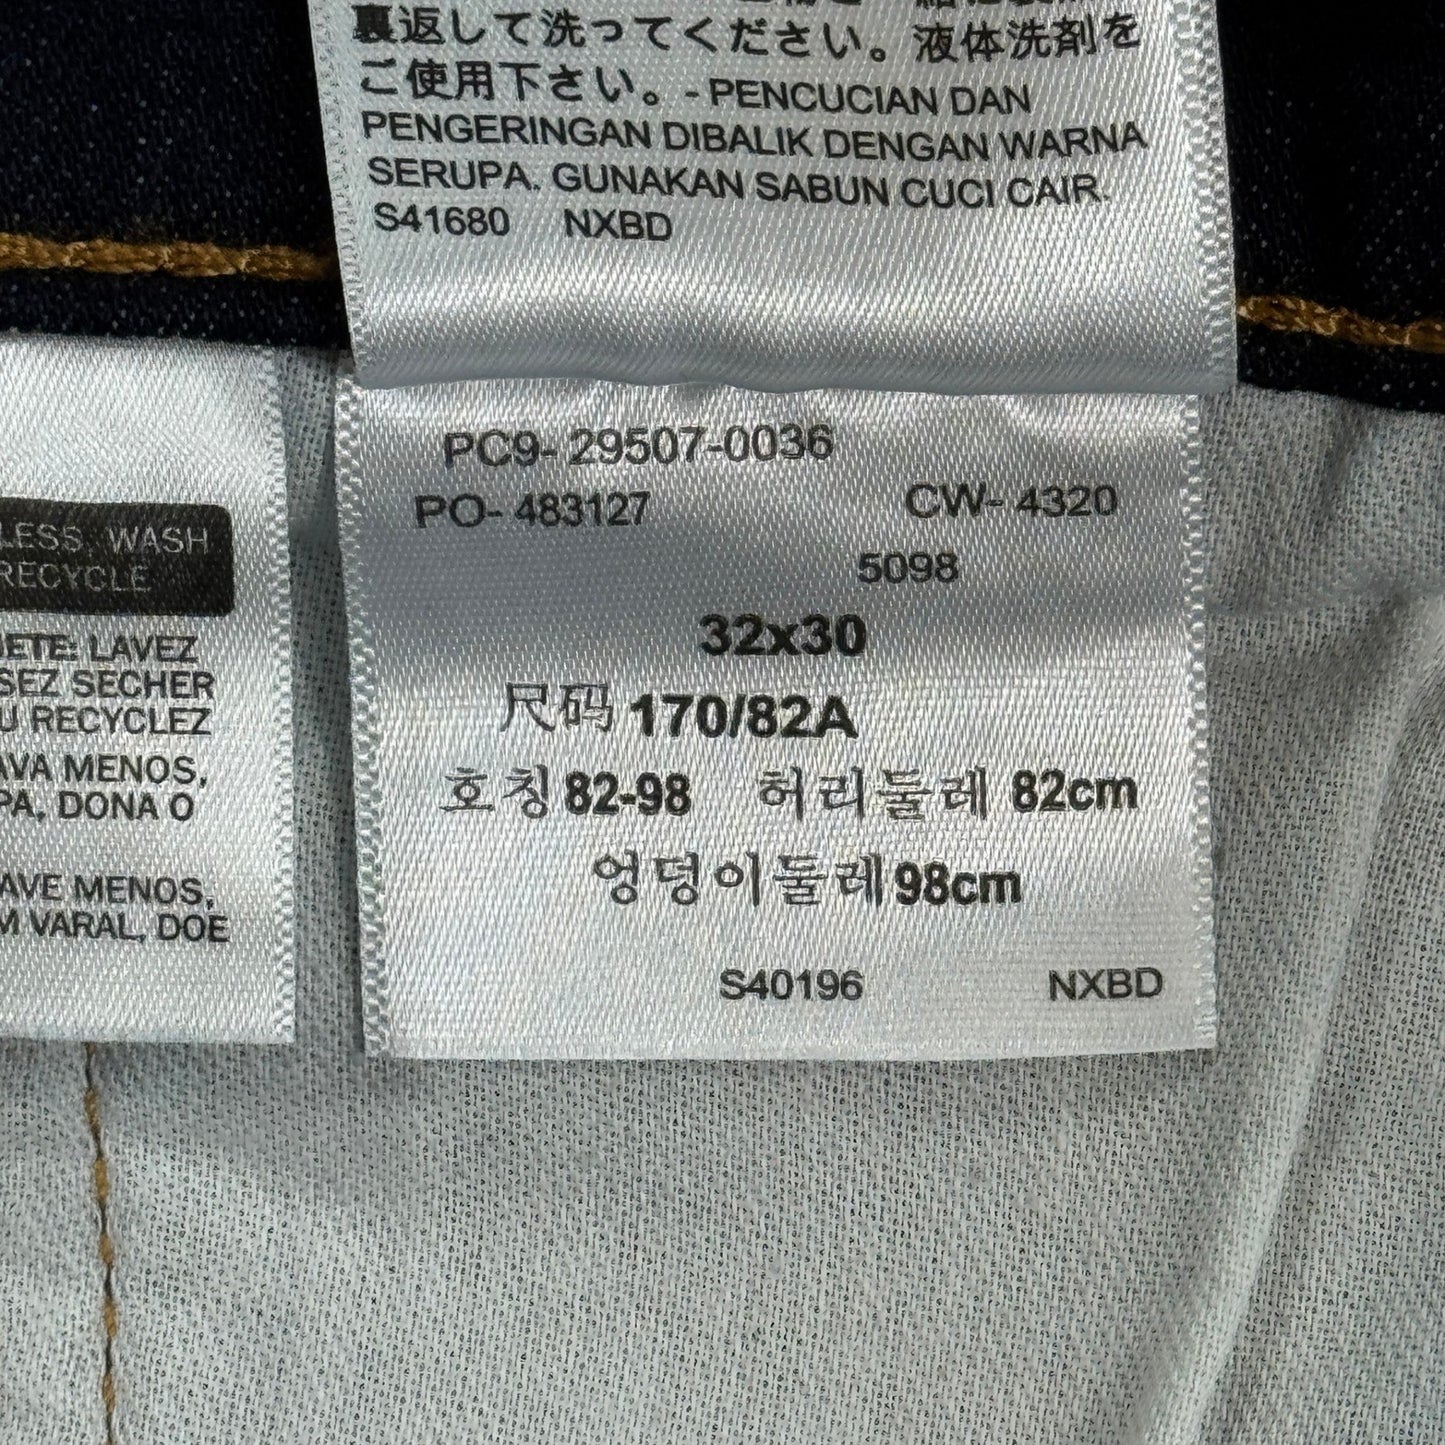 裏返して洗ってください。液体洗剤を
ご使用下さい。- PENCUCIAN DAN
PENGERINGAN DIBALIK DENGAN WARNA
SERUPA. GUNAKAN SABUN CUCI CAIR.
S41680 NXBD
PC9- 29507-0036
PO- 483127 CW- 4320
5098
32x30
尺码 170/82A
호칭 82-98 허리둘레 82cm
엉덩이둘레 98cm
S40196 NXBD
LESS, WASH
RECYCLE
ETE: LAVEZ
SEZ SECHER
U RECYCLEZ
AVA MENOS,
PA, DONA O
AVE MENOS,
M VARAL, DOE